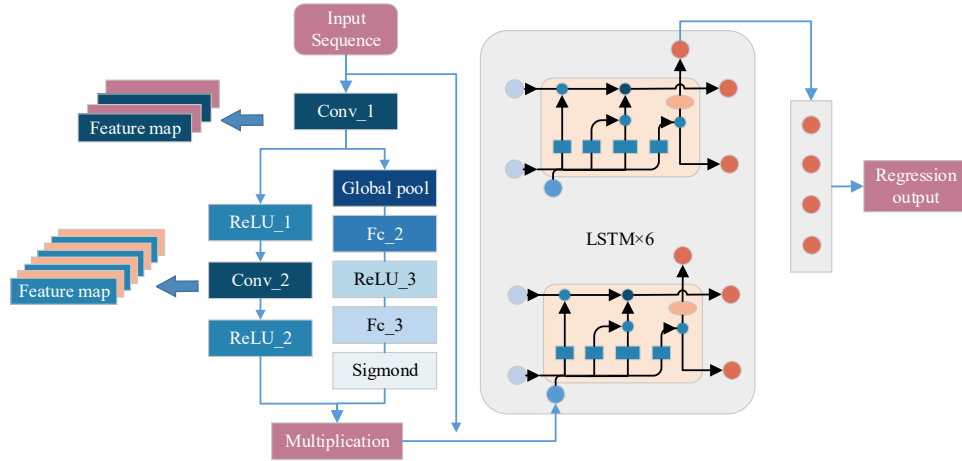 Input
Sequence
Conv_1
Feature map
Global pool
ReLU_1
Fc_2
Conv_2
ReLU_3
Feature map
ReLU_2
Fc_3
Sigmond
Multiplication
LSTM×6
Regression
output